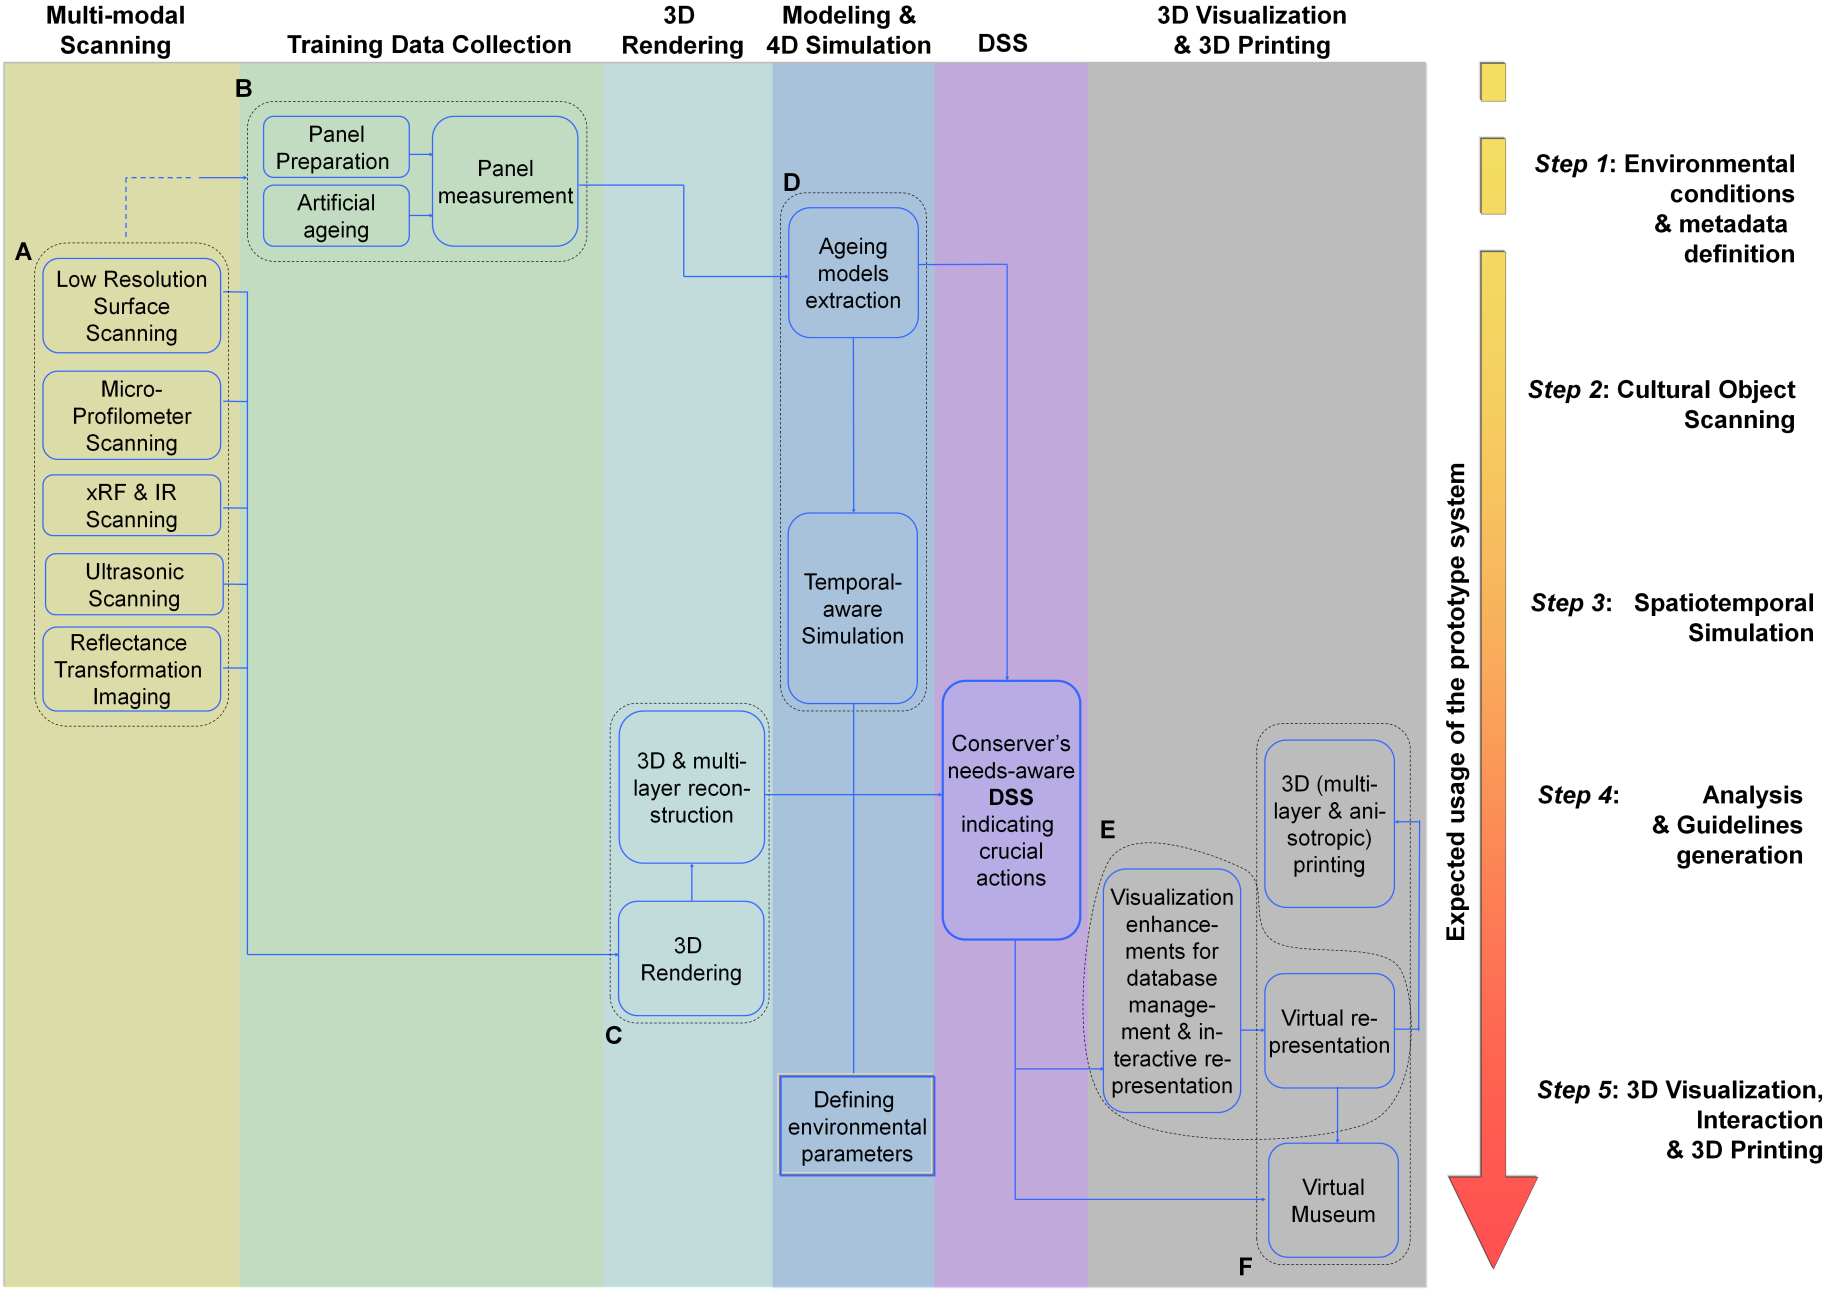 Multi-modal
Scanning
Training Data Collection
3D
Rendering
Modeling &
4D Simulation
DSS
3D Visualization
& 3D Printing
B
Panel
Preparation
Artificial
ageing
Panel
measurement
A
Low Resolution
Surface
Scanning
Micro-
Profilometer
Scanning
xRF & IR
Scanning
Ultrasonic
Scanning
Reflectance
Transformation
Imaging
3D & multi-
layer recon-
struction
3D
Rendering
C
D
Ageing
models
extraction
Temporal-
aware
Simulation
Defining
environmental
parameters
Conserver’s
needs-aware
DSS
indicating
crucial
actions
E
Visualization
enhance-
ments for
database
manage-
ment & in-
teractive re-
presentation
3D (multi-
layer & ani-
sotropic)
printing
Virtual re-
presentation
Virtual
Museum
F
Expected usage of the prototype system
Step 1: Environmental
conditions
& metadata
definition
Step 2: Cultural Object
Scanning
Step 3: Spatiotemporal
Simulation
Step 4: Analysis
& Guidelines
generation
Step 5: 3D Visualization,
Interaction
& 3D Printing